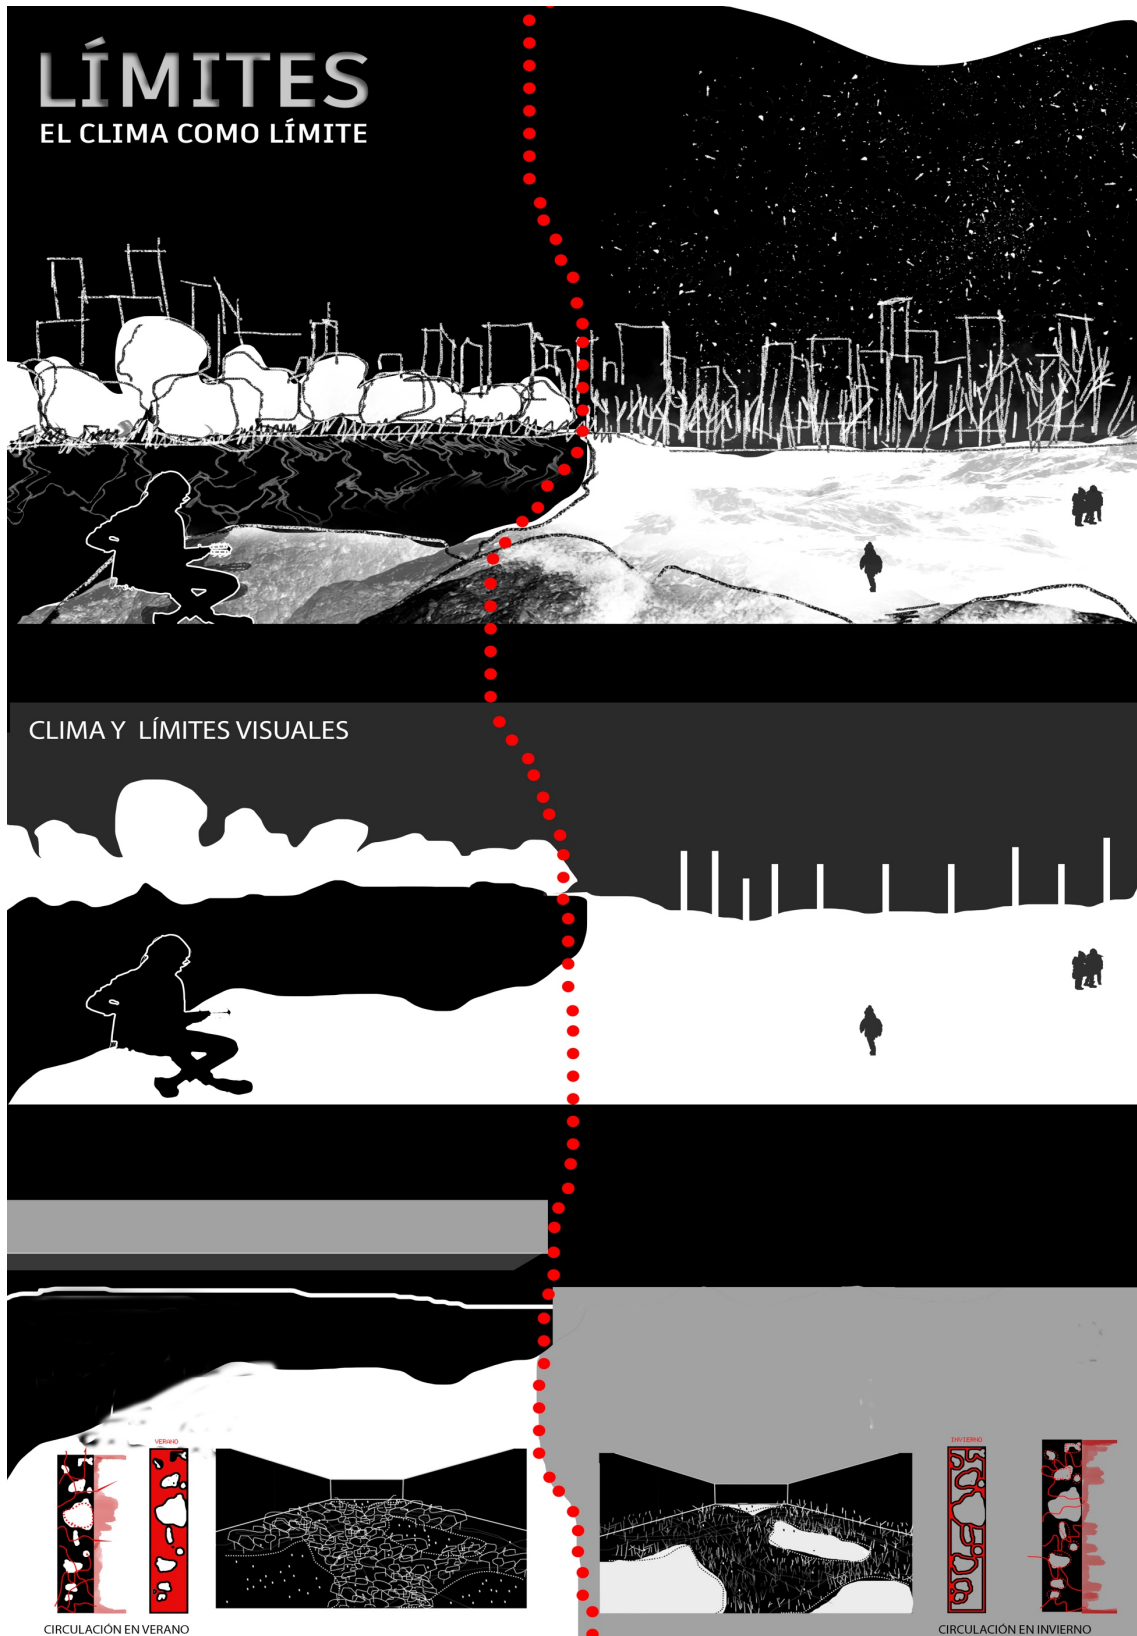 LÍMITES
EL CLIMA COMO LÍMITE
CLIMA Y LÍMITES VISUALES
VERANO
INVIERNO
CIRCULACIÓN EN VERANO
CIRCULACIÓN EN INVIERNO